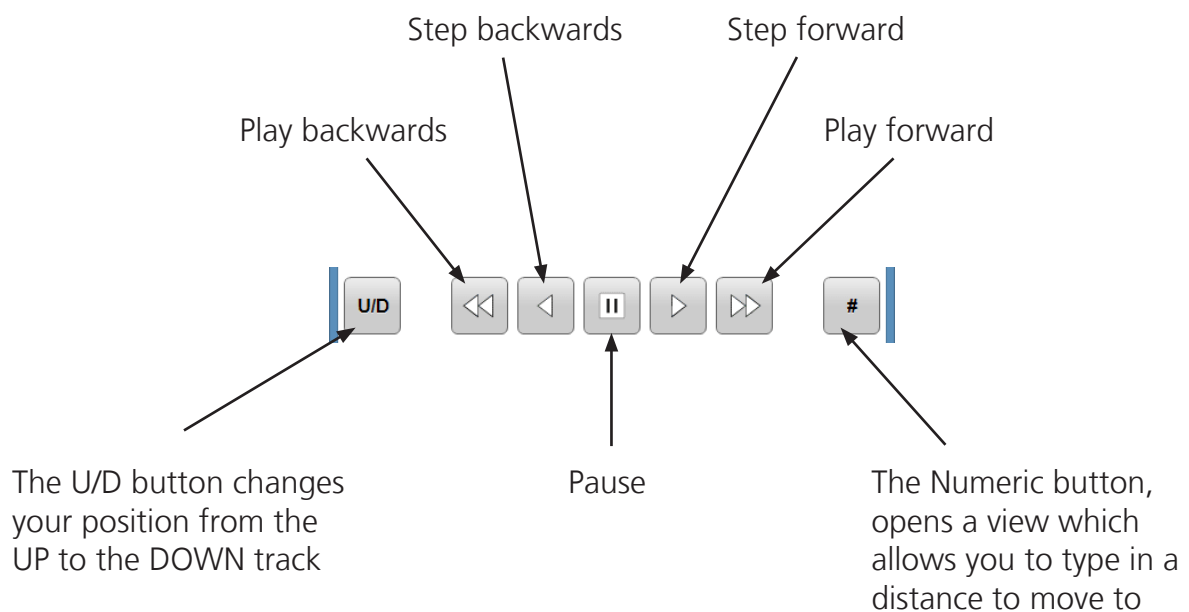 Step backwards
Step forward
Play backwards
Play forward
U/D
#
The U/D button changes
your position from the
UP to the DOWN track
Pause
The Numeric button,
opens a view which
allows you to type in a
distance to move to